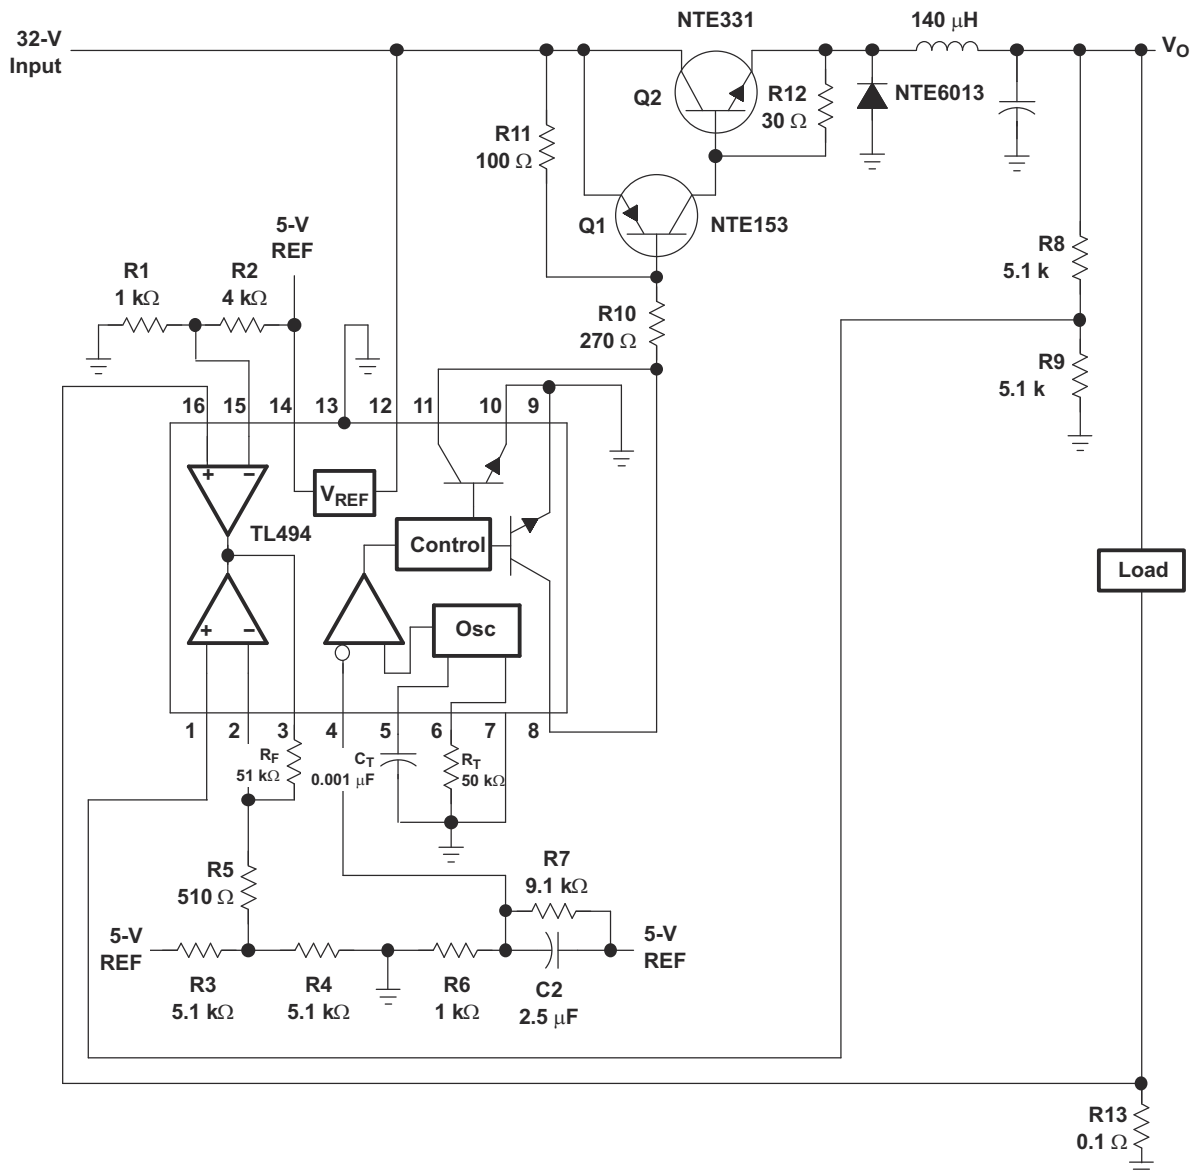 NTE331
140 μH
32-V
Input
VO
Q2
R12
30 Ω
NTE6013
R11
100 Ω
Q1
NTE153
5-V
REF
R1
1 kΩ
R2
4 kΩ
R8
5.1 k
R10
270 Ω
R9
5.1 k
16 15 14 13 12 11 10 9
+ −
VREF
TL494
Control
+ −
Osc
Load
1 2 3 4 5 6 7 8
RF
51 kΩ
CT
0.001 μF
RT
50 kΩ
R5
510 Ω
R7
9.1 kΩ
5-V
REF
5-V
REF
R3
5.1 kΩ
R4
5.1 kΩ
R6
1 kΩ
C2
2.5 μF
R13
0.1 Ω